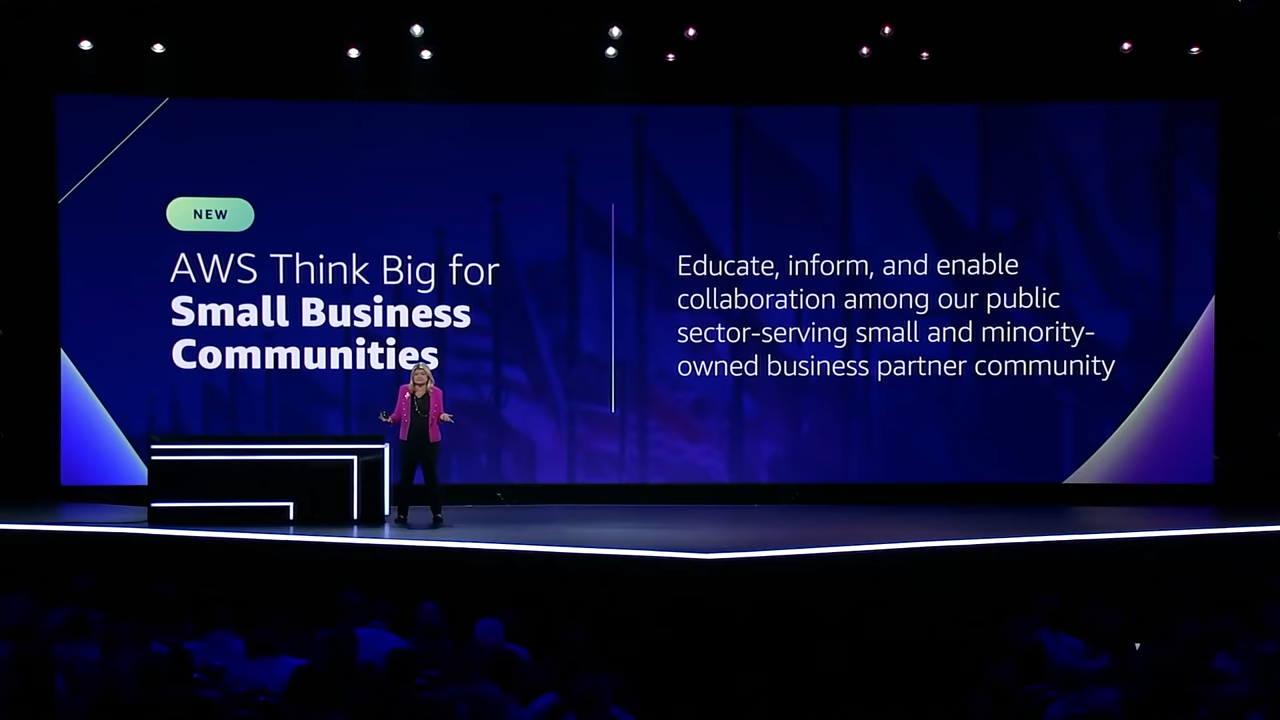 NEW
AWS Think Big for
Small Business
Communities
Educate, inform, and enable
collaboration among our public
sector-serving small and minority-
owned business partner community